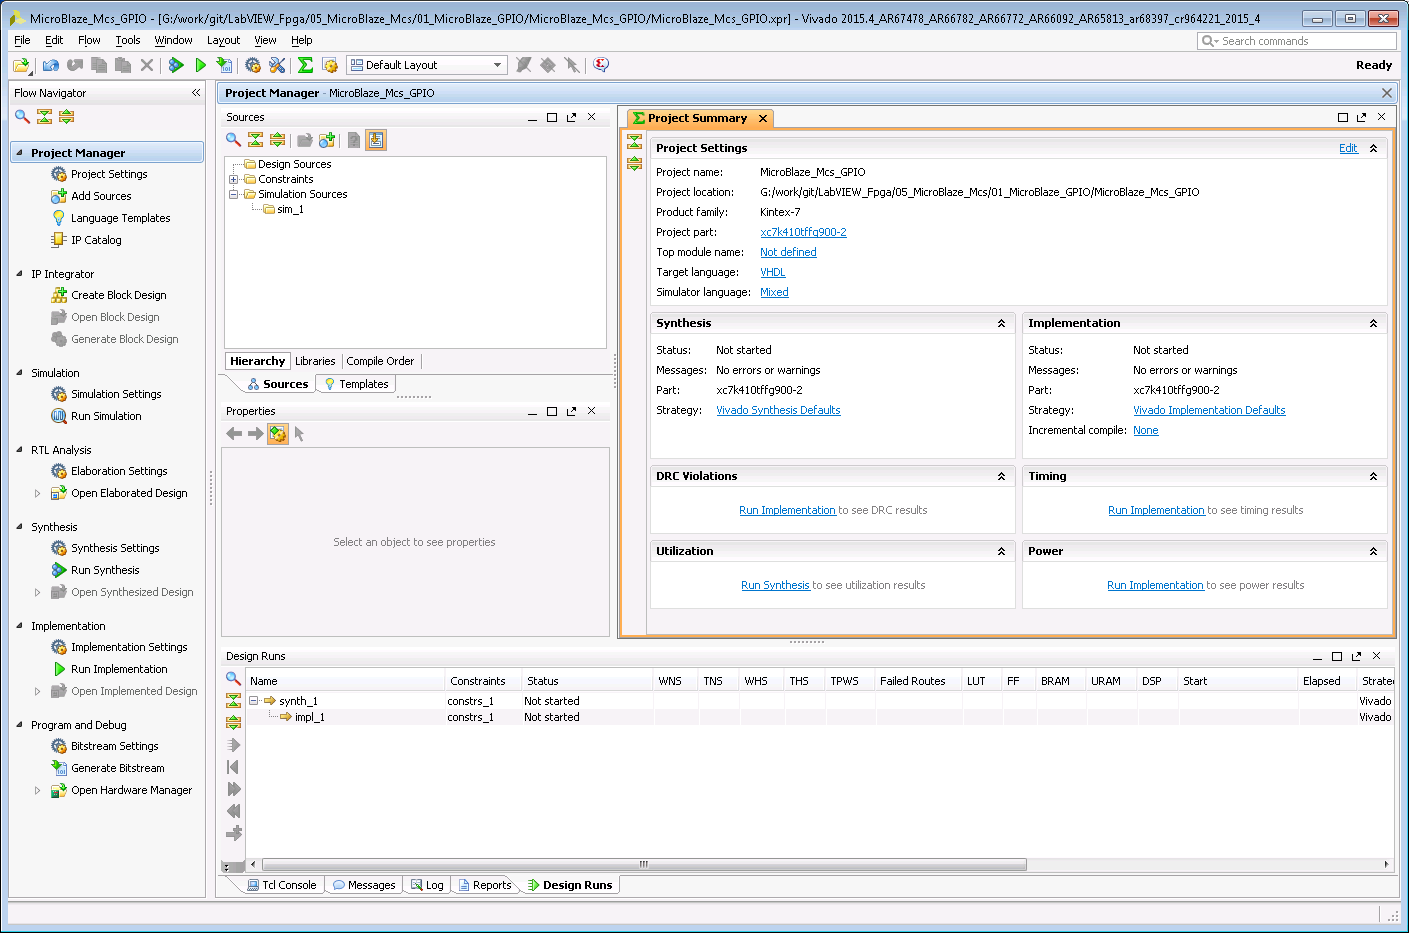 MicroBlaze_Mcs_GPIO - [G:/work/git/LabVIEW_Fpga/05_MicroBlaze_Mcs/01_MicroBlaze_GPIO/MicroBlaze_Mcs_GPIO/MicroBlaze_Mcs_GPIO.xpr] - Vivado 2015.4_AR67478_AR66782_AR66772_AR66092_AR65813_ar68397_cr964221_2015_4
File Edit Flow Tools Window Layout View Help
Search commands
Default Layout
Ready
Flow Navigator
Project Manager
Project Settings
Add Sources
Language Templates
IP Catalog
IP Integrator
Create Block Design
Open Block Design
Generate Block Design
Simulation
Simulation Settings
Run Simulation
RTL Analysis
Elaboration Settings
Open Elaborated Design
Synthesis
Synthesis Settings
Run Synthesis
Open Synthesized Design
Implementation
Implementation Settings
Run Implementation
Open Implemented Design
Program and Debug
Bitstream Settings
Generate Bitstream
Open Hardware Manager
Project Manager - MicroBlaze_Mcs_GPIO
Sources
Design Sources
Constraints
Simulation Sources
sim_1
Hierarchy Libraries Compile Order
Sources Templates
Properties
Select an object to see properties
Project Summary
Project Settings Edit
Project name: MicroBlaze_Mcs_GPIO
Project location: G:/work/git/LabVIEW_Fpga/05_MicroBlaze_Mcs/01_MicroBlaze_GPIO/MicroBlaze_Mcs_GPIO
Product family: Kintex-7
Project part: xc7k410tffg900-2
Top module name: Not defined
Target language: VHDL
Simulator language: Mixed
Synthesis
Status: Not started
Messages: No errors or warnings
Part: xc7k410tffg900-2
Strategy: Vivado Synthesis Defaults
Implementation
Status: Not started
Messages: No errors or warnings
Part: xc7k410tffg900-2
Strategy: Vivado Implementation Defaults
Incremental compile: None
DRC Violations
Run Implementation to see DRC results
Timing
Run Implementation to see timing results
Utilization
Run Synthesis to see utilization results
Power
Run Implementation to see power results
Design Runs
Name Constraints Status WNS TNS WHS THS TPWS Failed Routes LUT FF BRAM URAM DSP Start Elapsed Strate
synth_1 constrs_1 Not started Vivado
impl_1 constrs_1 Not started Vivado
Tcl Console Messages Log Reports Design Runs